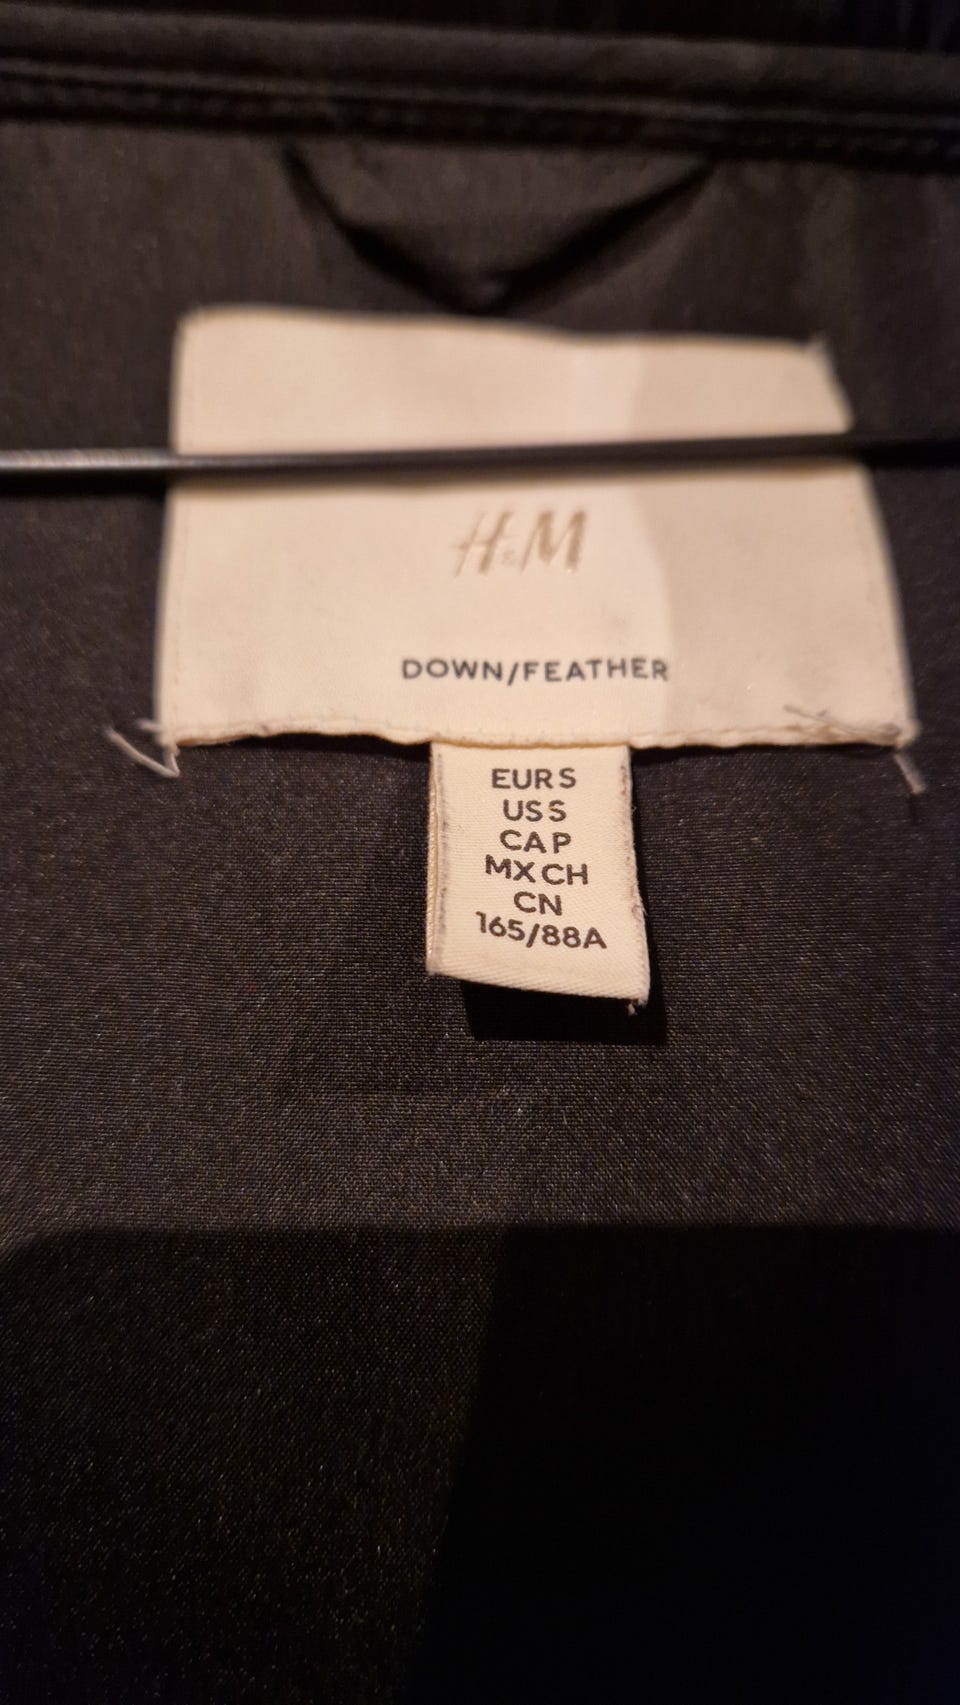 H&M
DOWN/FEATHER
EUR S
US S
CA P
MX CH
CN
165/88A